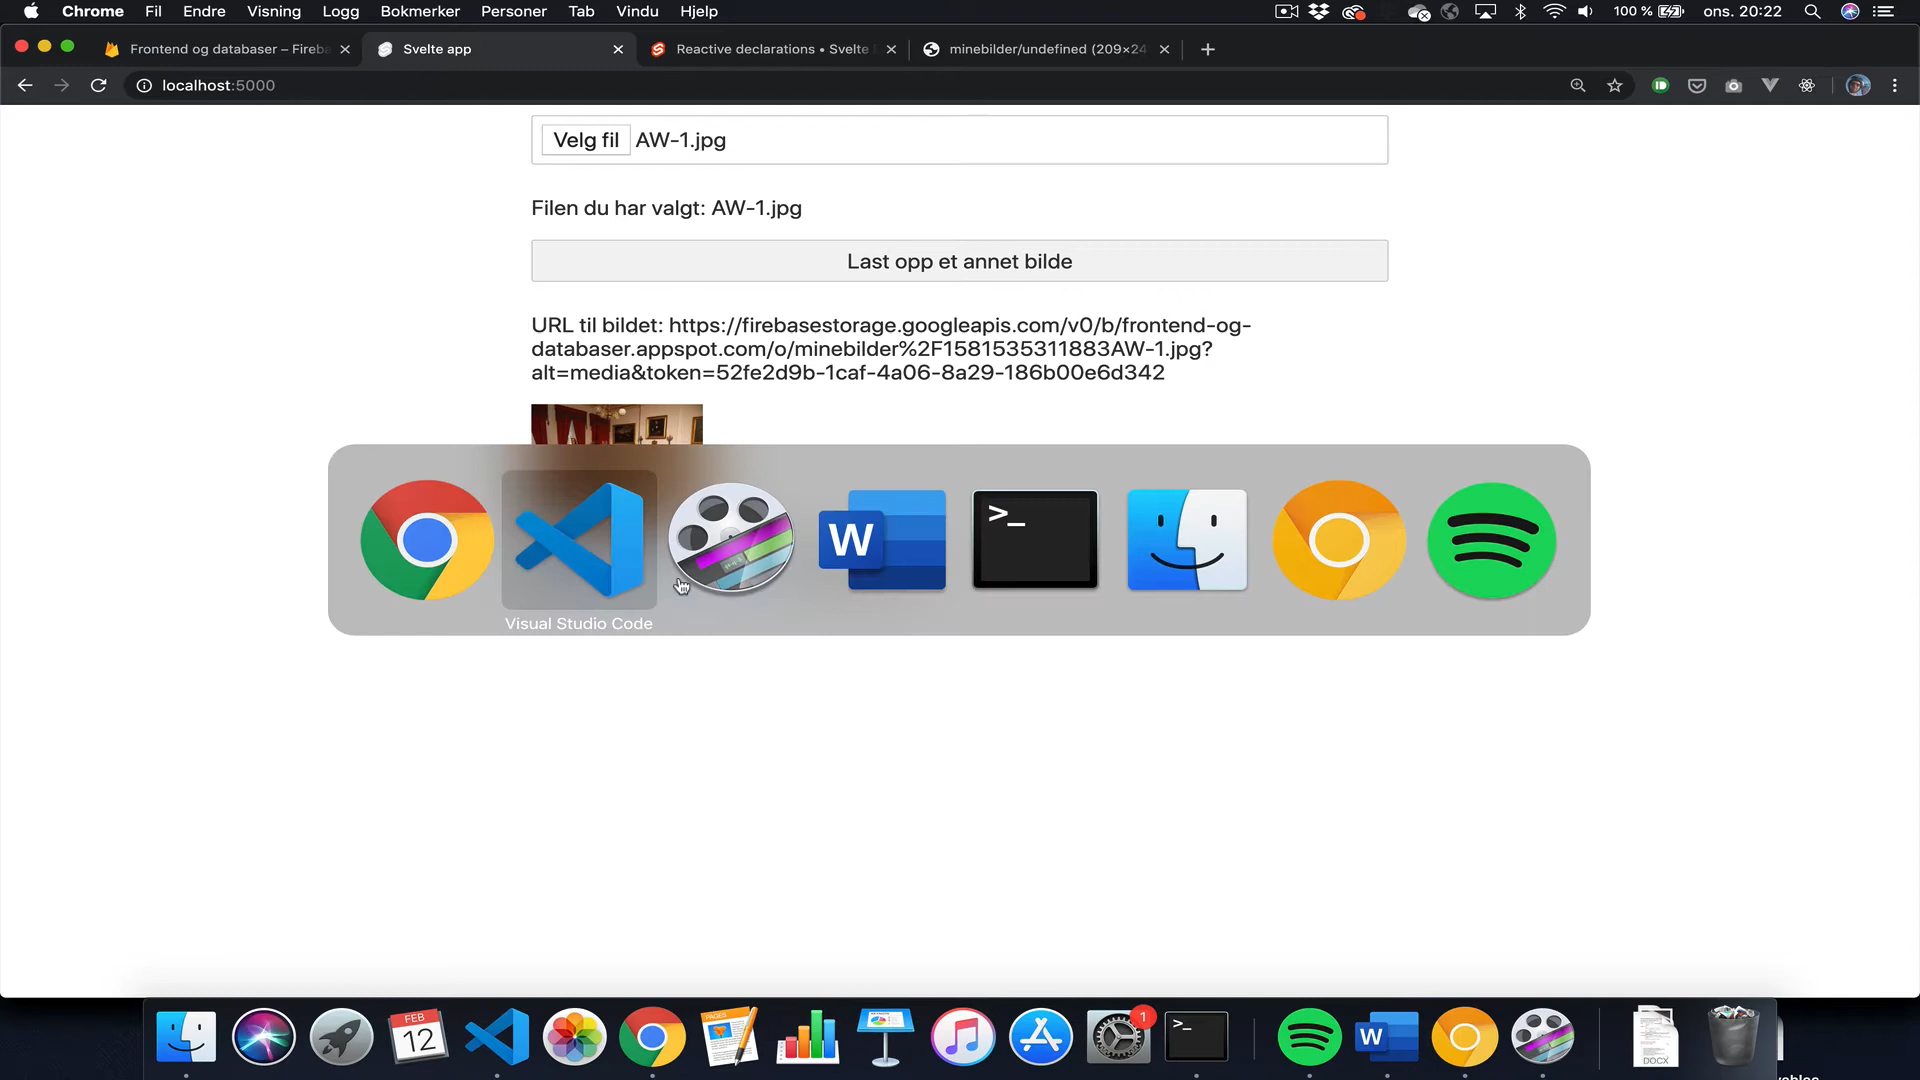 Chrome Fil Endre Visning Logg Bokmerker Personer Tab Vindu Hjelp 100 % ons. 20:22
Frontend og databaser – Fireba Svelte app Reactive declarations • Svelte minebilder/undefined (209×24
localhost:5000
Velg fil AW-1.jpg
Filen du har valgt: AW-1.jpg
Last opp et annet bilde
URL til bildet: https://firebasestorage.googleapis.com/v0/b/frontend-og-
databaser.appspot.com/o/minebilder%2F1581535311883AW-1.jpg?
alt=media&token=52fe2d9b-1caf-4a06-8a29-186b00e6d342
W >_
Visual Studio Code
FEB
12
PAGES
1
>_
W
DOCX